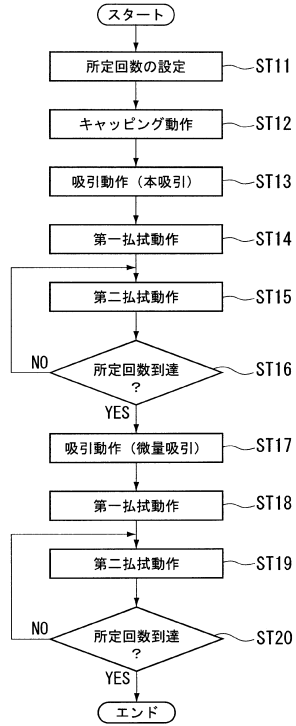 スタート
所定回数の設定 ST11
キャッピング動作 ST12
吸引動作(本吸引) ST13
第一払拭動作 ST14
第二払拭動作 ST15
所定回数到達
? ST16
NO
YES
吸引動作(微量吸引) ST17
第一払拭動作 ST18
第二払拭動作 ST19
所定回数到達
? ST20
NO
YES
エンド